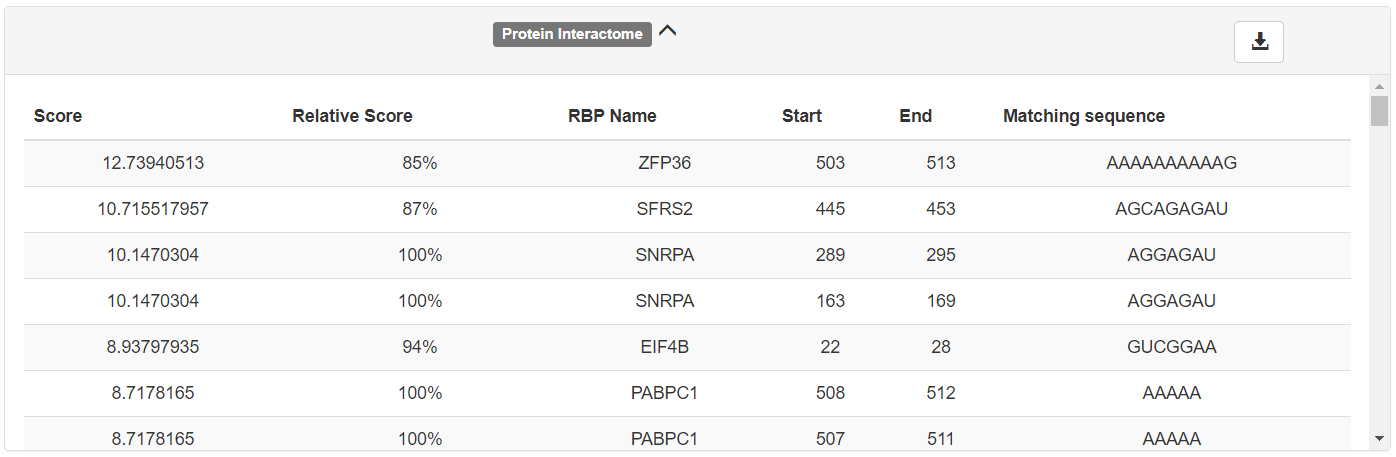 Protein Interactome
Score Relative Score RBP Name Start End Matching sequence
12.73940513 85% ZFP36 503 513 AAAAAAAAAAG
10.715517957 87% SFRS2 445 453 AGCAGAGAU
10.1470304 100% SNRPA 289 295 AGGAGAU
10.1470304 100% SNRPA 163 169 AGGAGAU
8.93797935 94% EIF4B 22 28 GUCGGAA
8.7178165 100% PABPC1 508 512 AAAAA
8.7178165 100% PABPC1 507 511 AAAAA